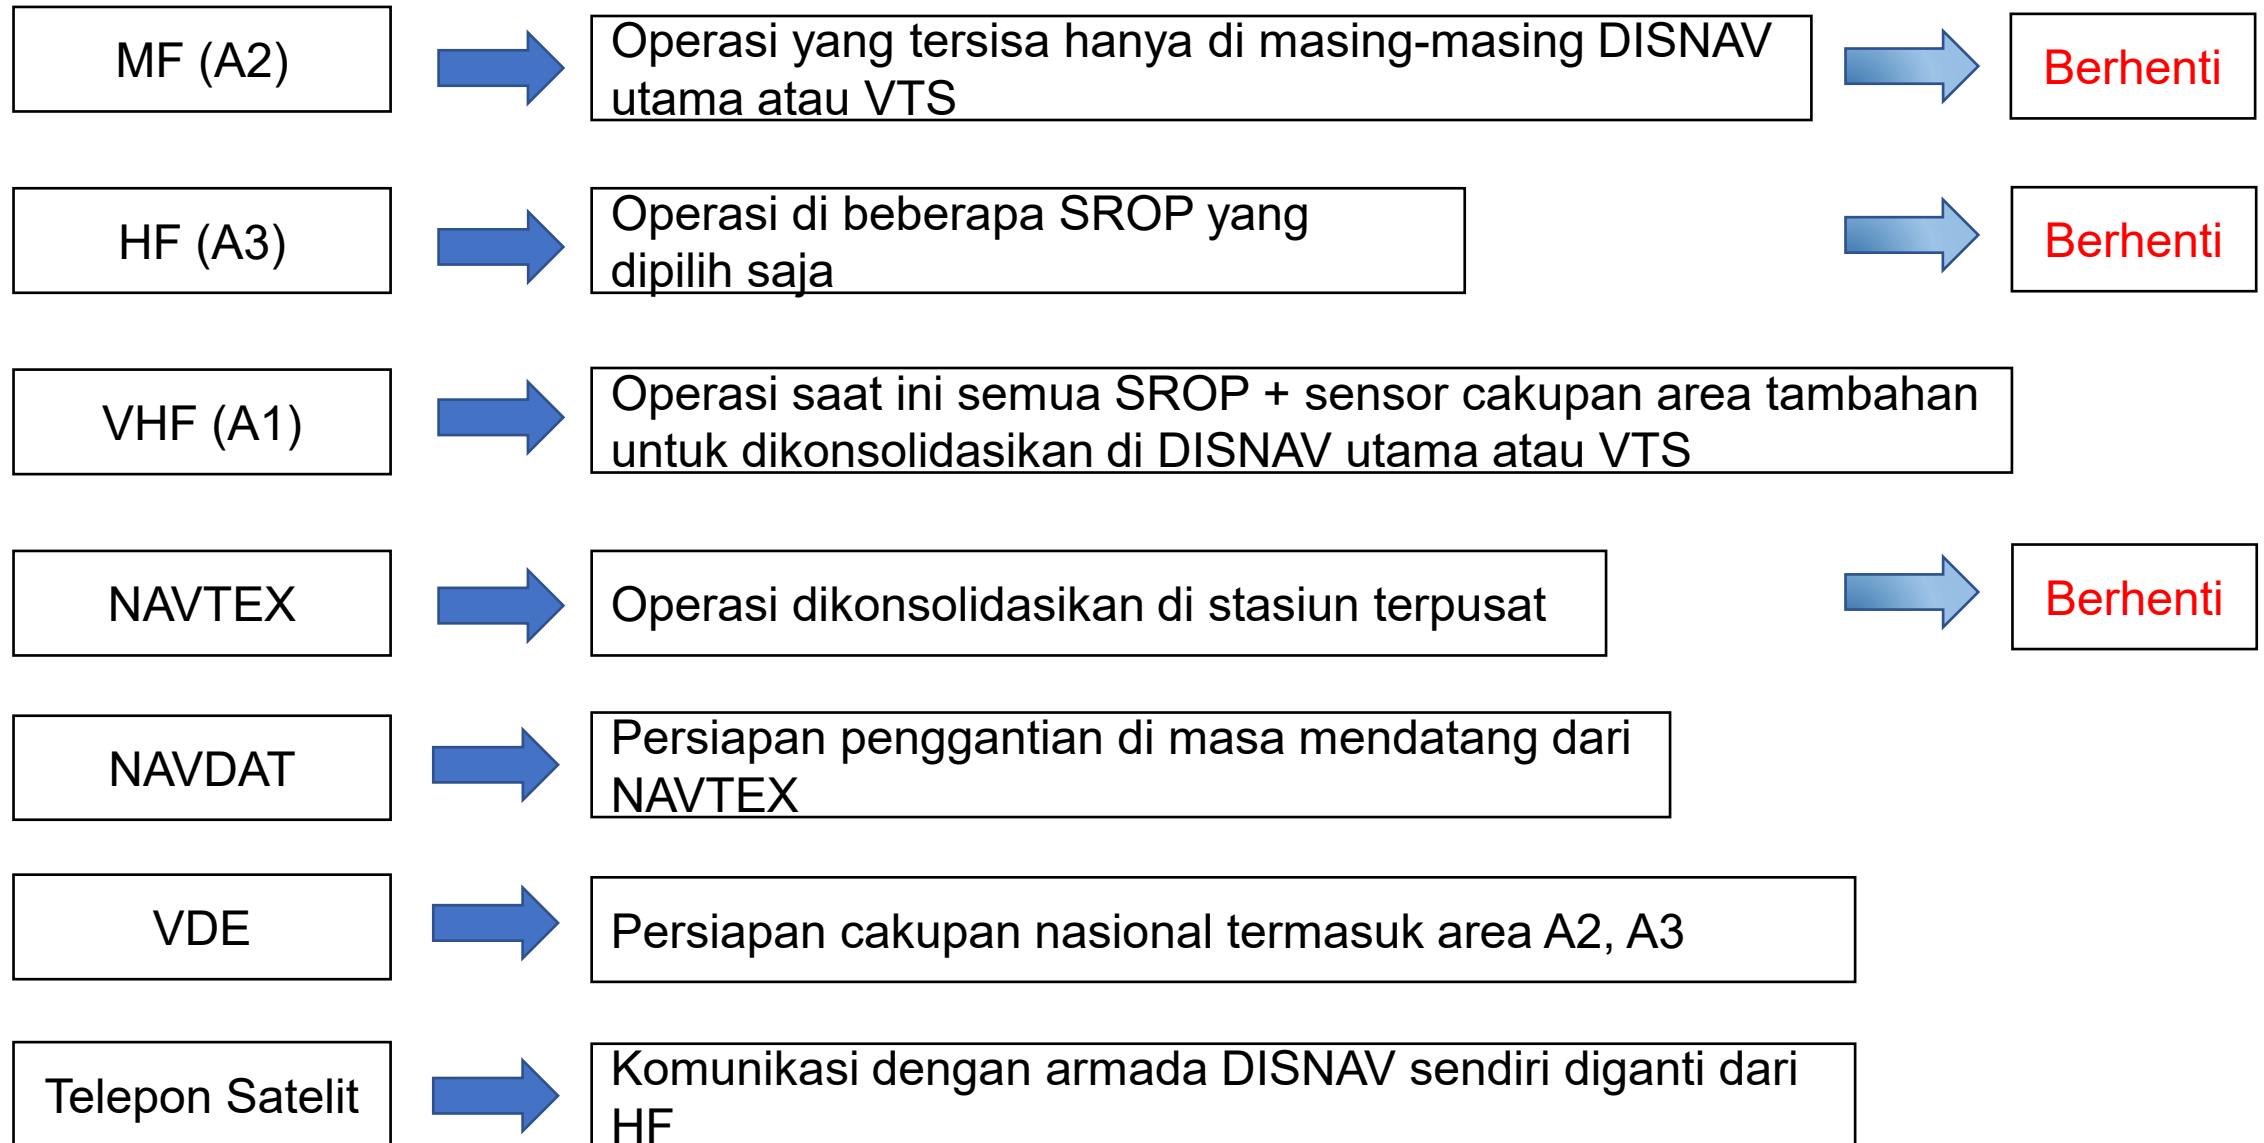 MF (A2)
Operasi yang tersisa hanya di masing-masing DISNAV
utama atau VTS
Berhenti
HF (A3)
Operasi di beberapa SROP yang
dipilih saja
Berhenti
VHF (A1)
Operasi saat ini semua SROP + sensor cakupan area tambahan
untuk dikonsolidasikan di DISNAV utama atau VTS
NAVTEX
Operasi dikonsolidasikan di stasiun terpusat
Berhenti
NAVDAT
Persiapan penggantian di masa mendatang dari
NAVTEX
VDE
Persiapan cakupan nasional termasuk area A2, A3
Telepon Satelit
Komunikasi dengan armada DISNAV sendiri diganti dari
HF